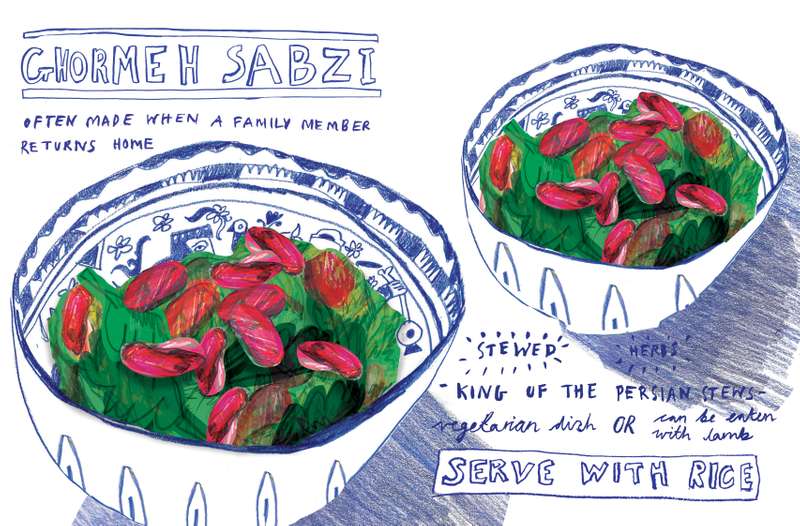 GHORMEH SABZI
OFTEN MADE WHEN A FAMILY MEMBER
RETURNS HOME
STEWED HERBS
- KING OF THE PERSIAN STEWS -
vegetarian dish OR can be eaten
with lamb
SERVE WITH RICE